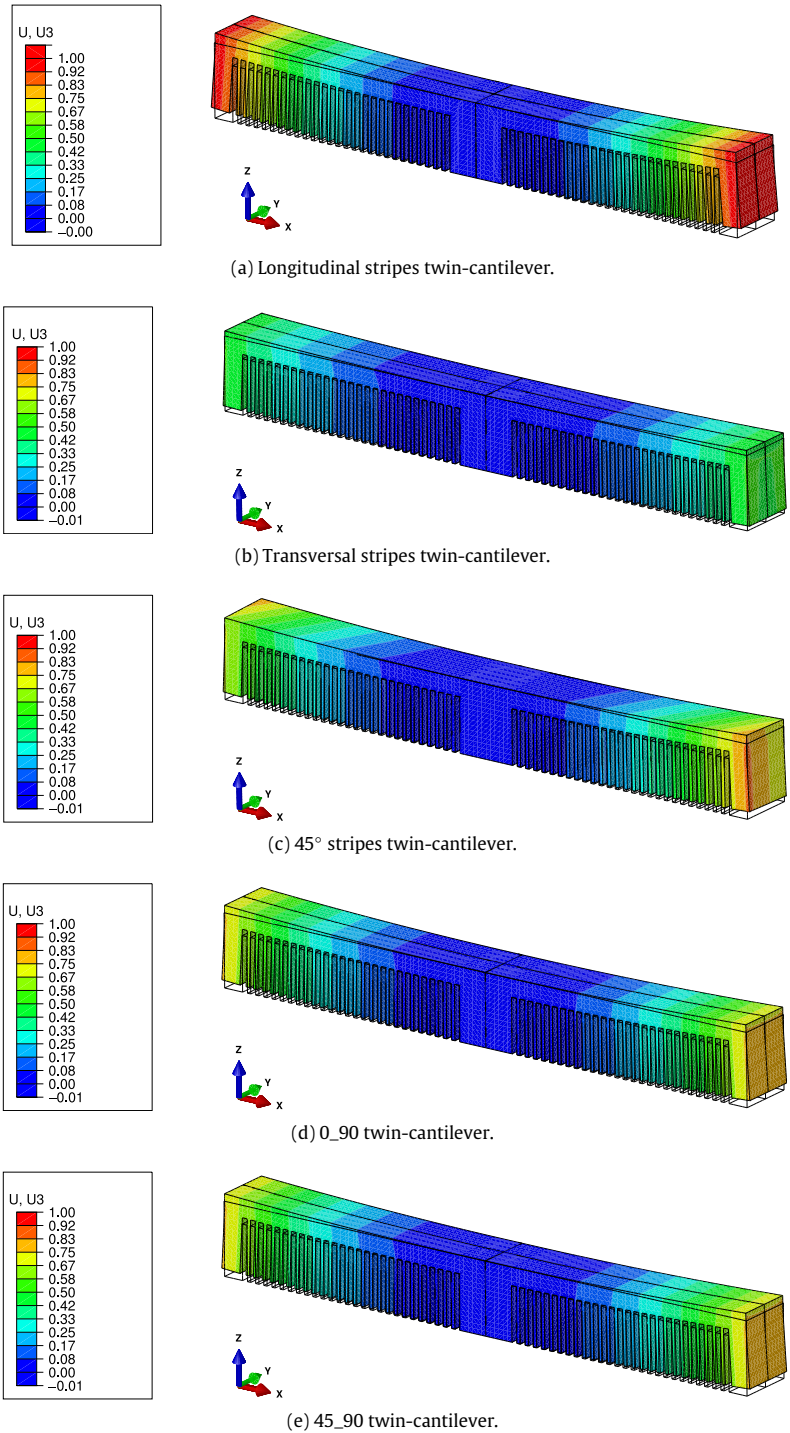 U, U3
1.00
0.92
0.83
0.75
0.67
0.58
0.50
0.42
0.33
0.25
0.17
0.08
0.00
−0.00
Z
Y
X
(a) Longitudinal stripes twin-cantilever.
U, U3
1.00
0.92
0.83
0.75
0.67
0.58
0.50
0.42
0.33
0.25
0.17
0.08
0.00
−0.01
Z
Y
X
(b) Transversal stripes twin-cantilever.
U, U3
1.00
0.92
0.83
0.75
0.67
0.58
0.50
0.42
0.33
0.25
0.17
0.08
0.00
−0.01
Z
Y
X
(c) 45° stripes twin-cantilever.
U, U3
1.00
0.92
0.83
0.75
0.67
0.58
0.50
0.42
0.33
0.25
0.17
0.08
0.00
−0.01
Z
Y
X
(d) 0_90 twin-cantilever.
U, U3
1.00
0.92
0.83
0.75
0.67
0.58
0.50
0.42
0.33
0.25
0.17
0.08
0.00
−0.01
Z
Y
X
(e) 45_90 twin-cantilever.